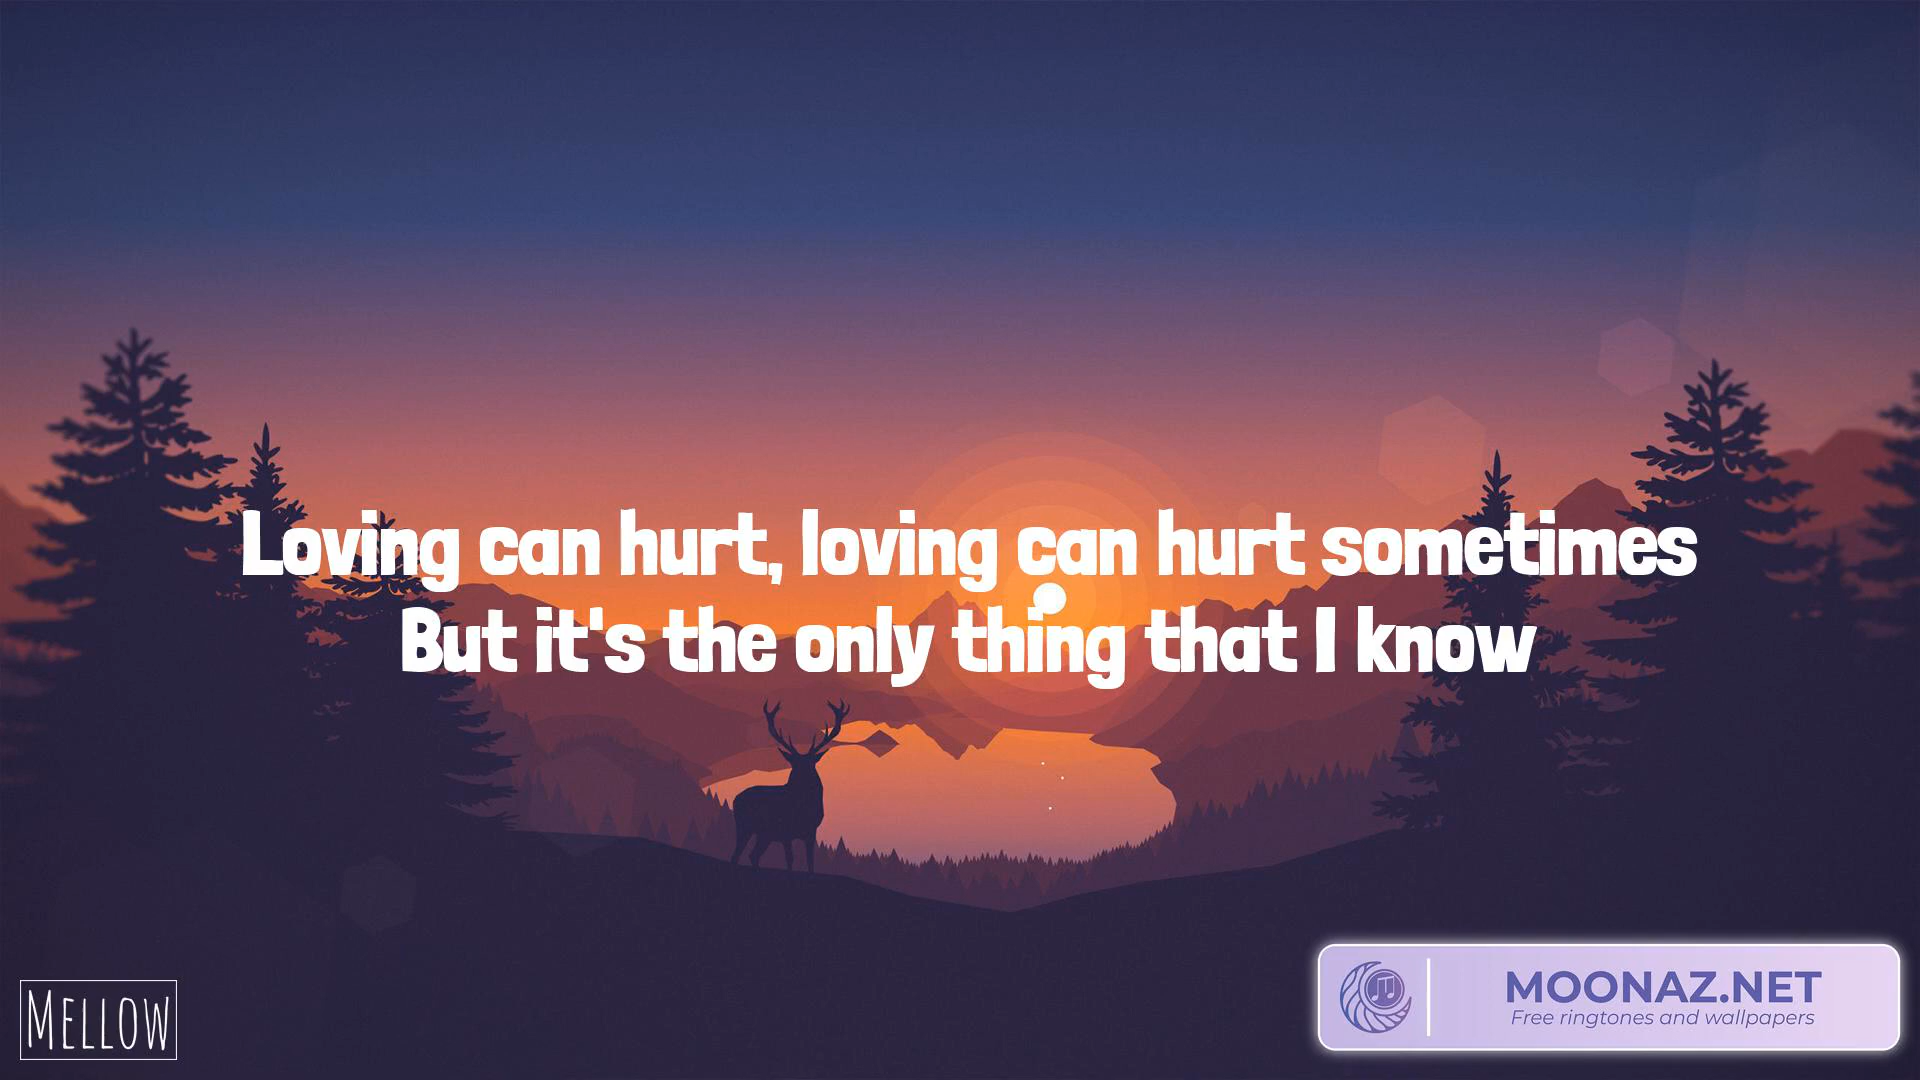 Loving can hurt, loving can hurt sometimes
But it's the only thing that I know
MELLOW
MOONAZ.NET
Free ringtones and wallpapers